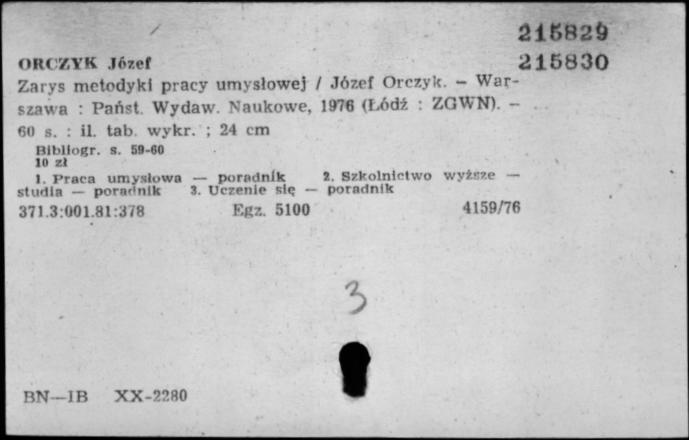 215829
ORCZYK Józef 215830
Zarys metodyki pracy umysłowej / Józef Orczyk. – War-
szawa : Państ. Wydaw. Naukowe, 1976 (Łódź : ZGWN). –
60 s. : il. tab. wykr. ; 24 cm
Bibliogr. s. 59-60
10 zł
1. Praca umysłowa — poradnik 2. Szkolnictwo wyższe —
studia — poradnik 3. Uczenie się — poradnik
371.3:001.81:378 Egz. 5100 4159/76
3
BN—IB XX-2280